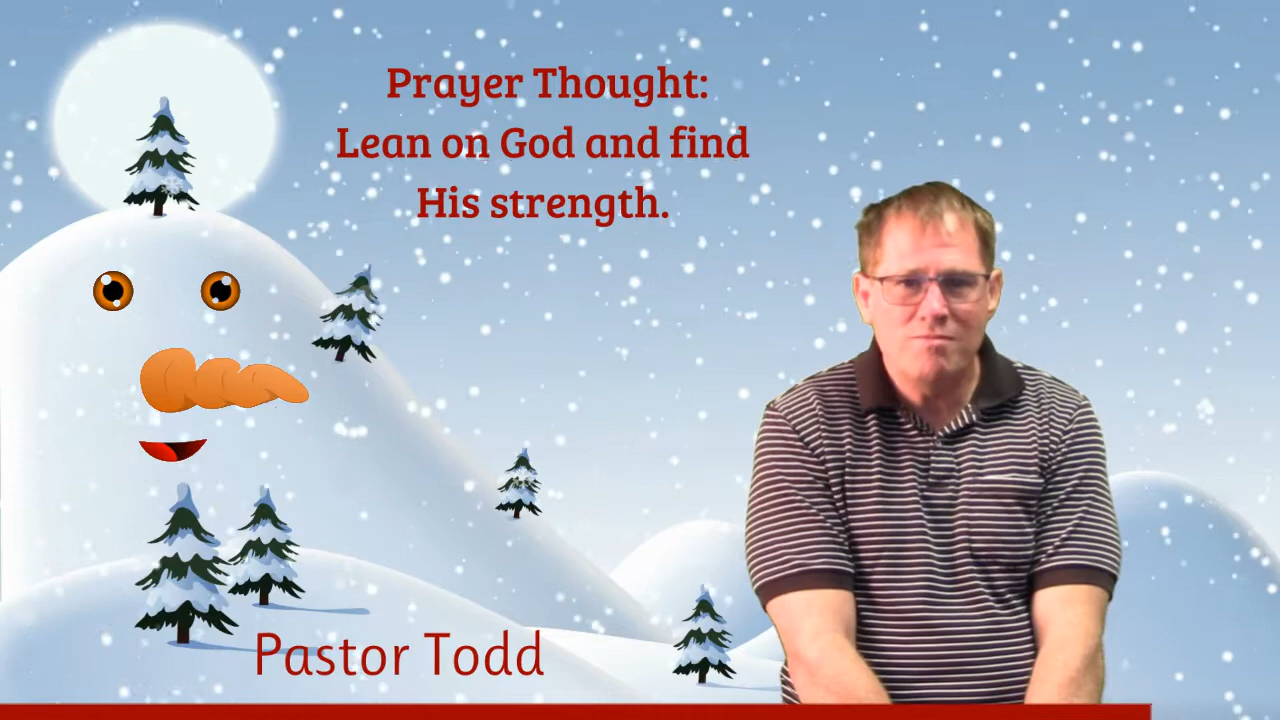 Prayer Thought:
Lean on God and find
His strength.
Pastor Todd